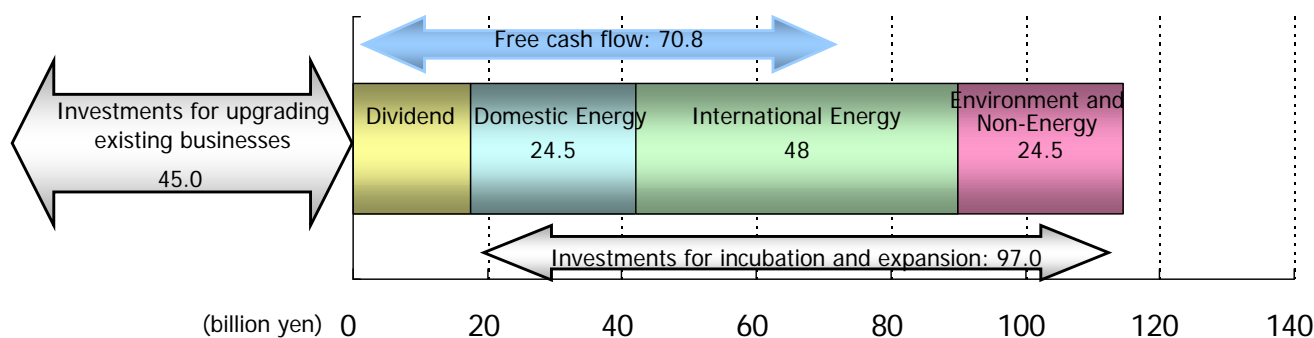 Free cash flow: 70.8
Investments for upgrading
existing businesses
45.0
Dividend
Domestic Energy
24.5
International Energy
48
Environment and
Non-Energy
24.5
Investments for incubation and expansion: 97.0
(billion yen) 0 20 40 60 80 100 120 140